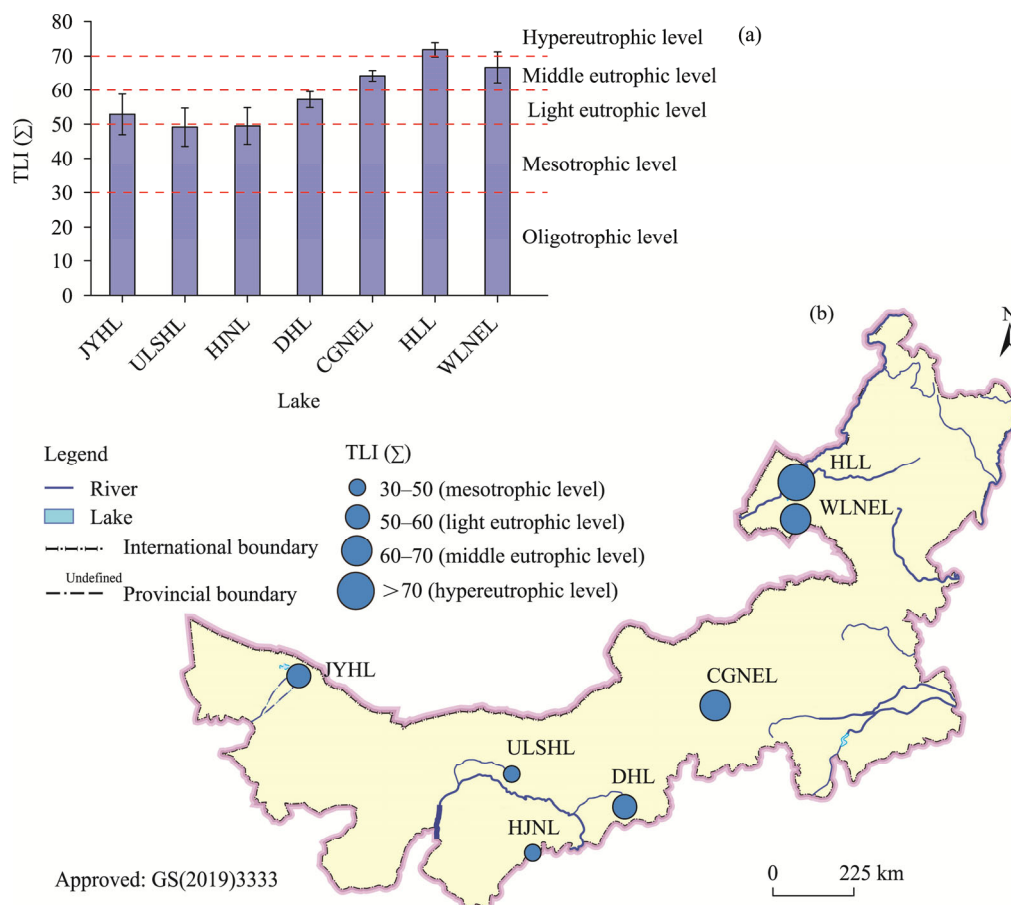 (a)
80
70
60
50
40
30
20
10
0
TLI (∑)
Hypereutrophic level
Middle eutrophic level
Light eutrophic level
Mesotrophic level
Oligotrophic level
JYHL
ULSHL
HJNL
DHL
CGNEL
HLL
WLNEL
Lake
(b)
N
Legend
River
Lake
International boundary
Undefined
Provincial boundary
TLI (∑)
30–50 (mesotrophic level)
50–60 (light eutrophic level)
60–70 (middle eutrophic level)
>70 (hypereutrophic level)
HLL
WLNEL
JYHL
CGNEL
ULSHL
DHL
HJNL
Approved: GS(2019)3333
0 225 km